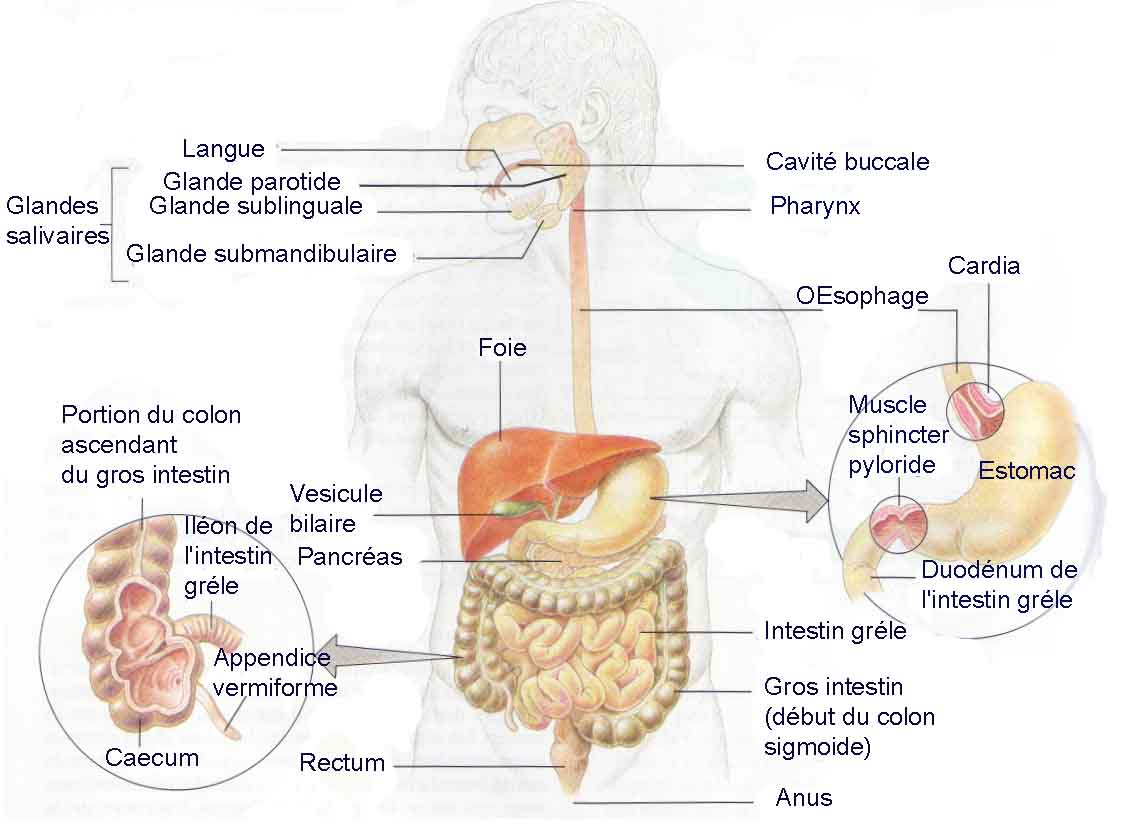 Langue
Glande parotide
Glande sublinguale
Glandes
salivaires
Glande submandibulaire
Cavité buccale
Pharynx
Cardia
OEsophage
Foie
Muscle
sphincter
pyloride
Estomac
Portion du colon
ascendant
du gros intestin
Vesicule
bilaire
Iléon de
l'intestin
gréle
Pancréas
Duodénum de
l'intestin gréle
Intestin gréle
Appendice
vermiforme
Gros intestin
(début du colon
sigmoide)
Caecum
Rectum
Anus